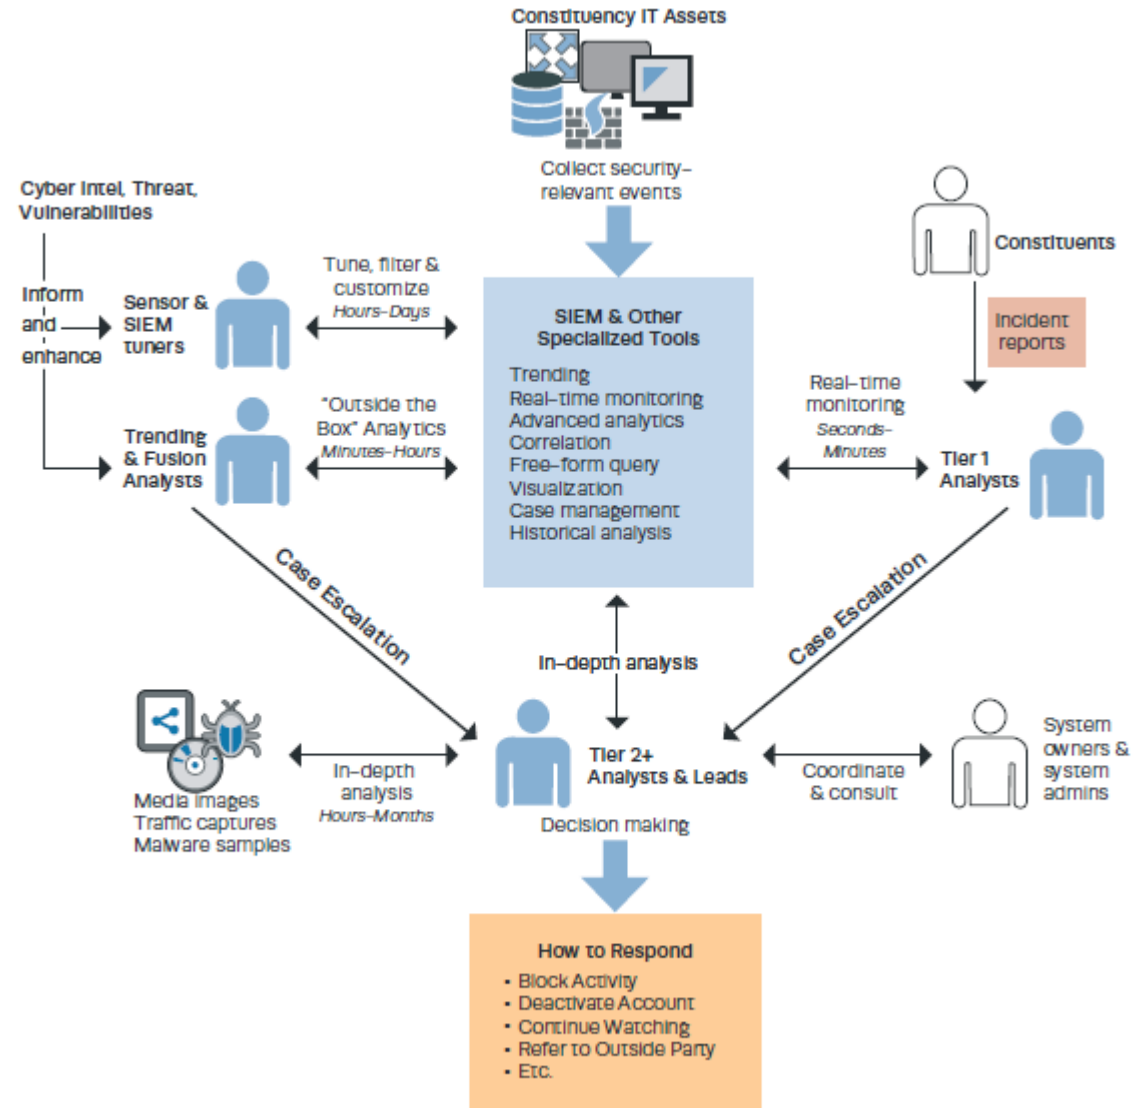 Constituency IT Assets
Collect security-
relevant events
Cyber Intel, Threat,
Vulnerabilities
Inform
and
enhance
Sensor &
SIEM
tuners
Tune, filter &
customize
Hours-Days
Trending
& Fusion
Analysts
"Outside the
Box" Analytics
Minutes-Hours
SIEM & Other
Specialized Tools
Trending
Real-time monitoring
Advanced analytics
Correlation
Free-form query
Visualization
Case management
Historical analysis
Constituents
Incident
reports
Real-time
monitoring
Seconds-
Minutes
Tier 1
Analysts
Case Escalation
Case Escalation
In-depth analysis
Media images
Traffic captures
Malware samples
In-depth
analysis
Hours-Months
Tier 2+
Analysts & Leads
Decision making
Coordinate
& consult
System
owners &
system
admins
How to Respond
• Block Activity
• Deactivate Account
• Continue Watching
• Refer to Outside Party
• Etc.